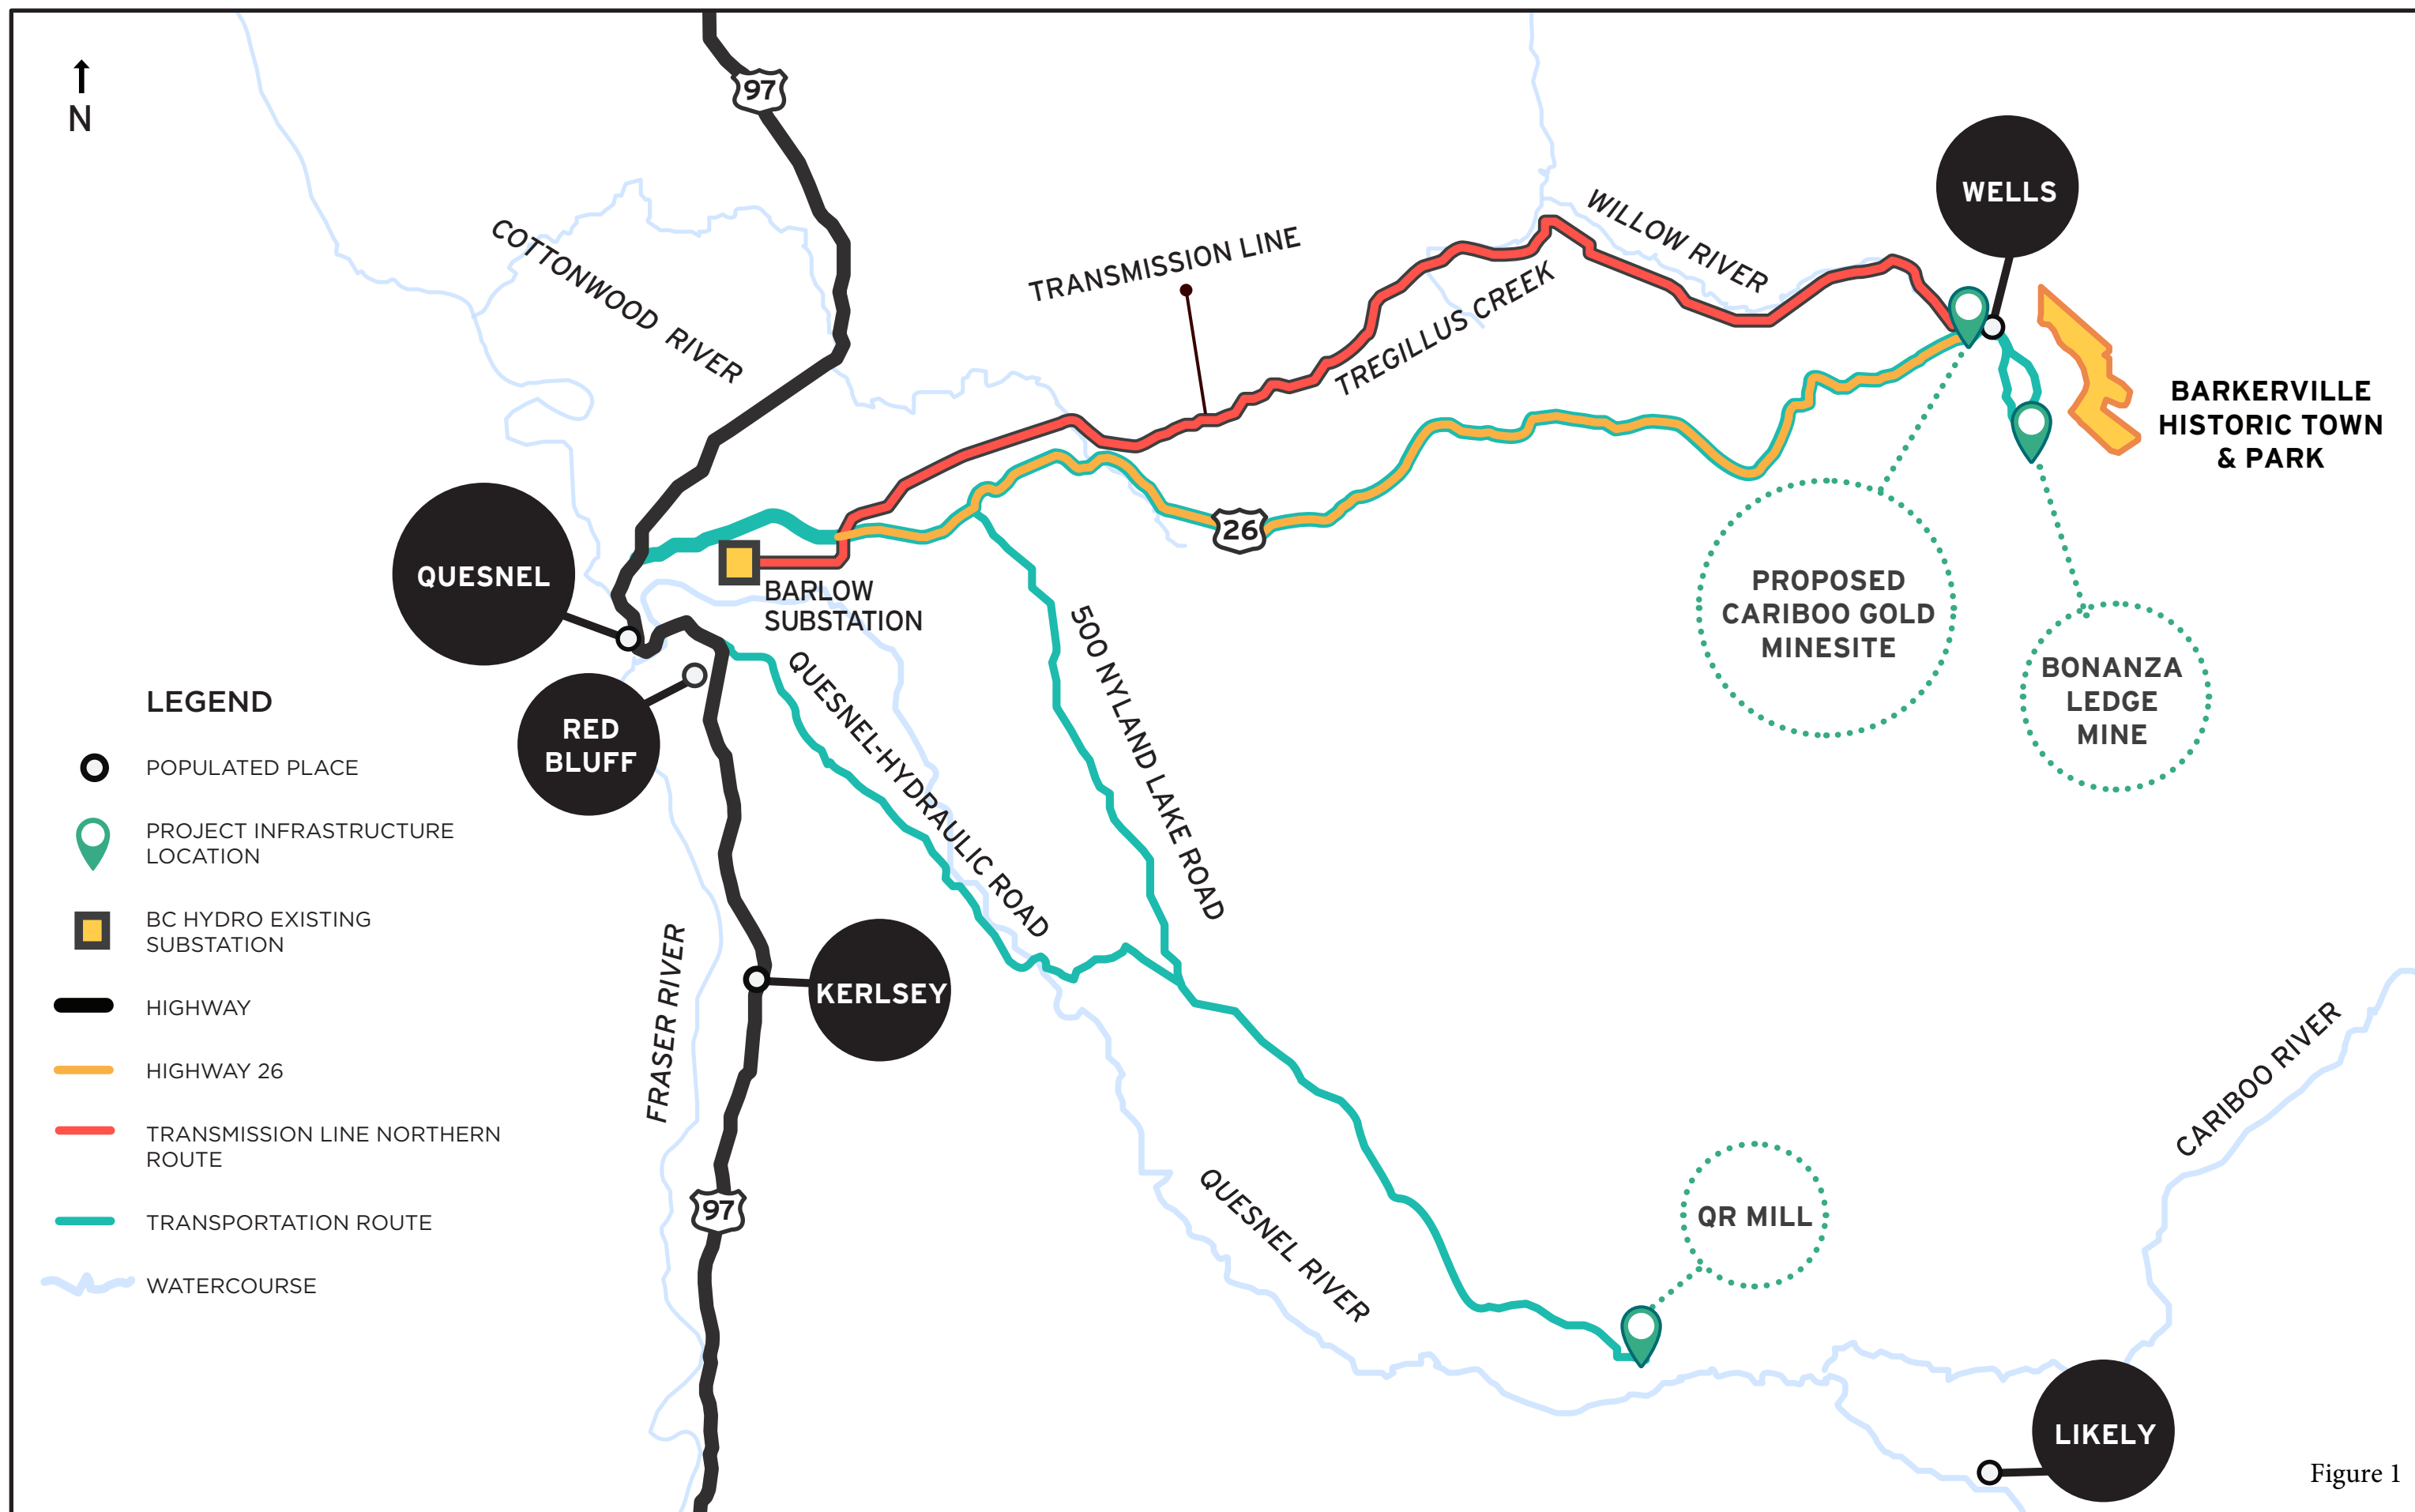 N
97
WELLS
WILLOW RIVER
COTTONWOOD RIVER
TRANSMISSION LINE
TREGILLUS CREEK
BARKERVILLE
HISTORIC TOWN
& PARK
26
QUESNEL
BARLOW
SUBSTATION
PROPOSED
CARIBOO GOLD
MINESITE
BONANZA
LEDGE
MINE
500 NYLAND LAKE ROAD
QUESNEL-HYDRAULIC ROAD
RED
BLUFF
KERLSEY
FRASER RIVER
97
CARIBOO RIVER
QUESNEL RIVER
QR MILL
LIKELY
LEGEND
POPULATED PLACE
PROJECT INFRASTRUCTURE
LOCATION
BC HYDRO EXISTING
SUBSTATION
HIGHWAY
HIGHWAY 26
TRANSMISSION LINE NORTHERN
ROUTE
TRANSPORTATION ROUTE
WATERCOURSE
Figure 1